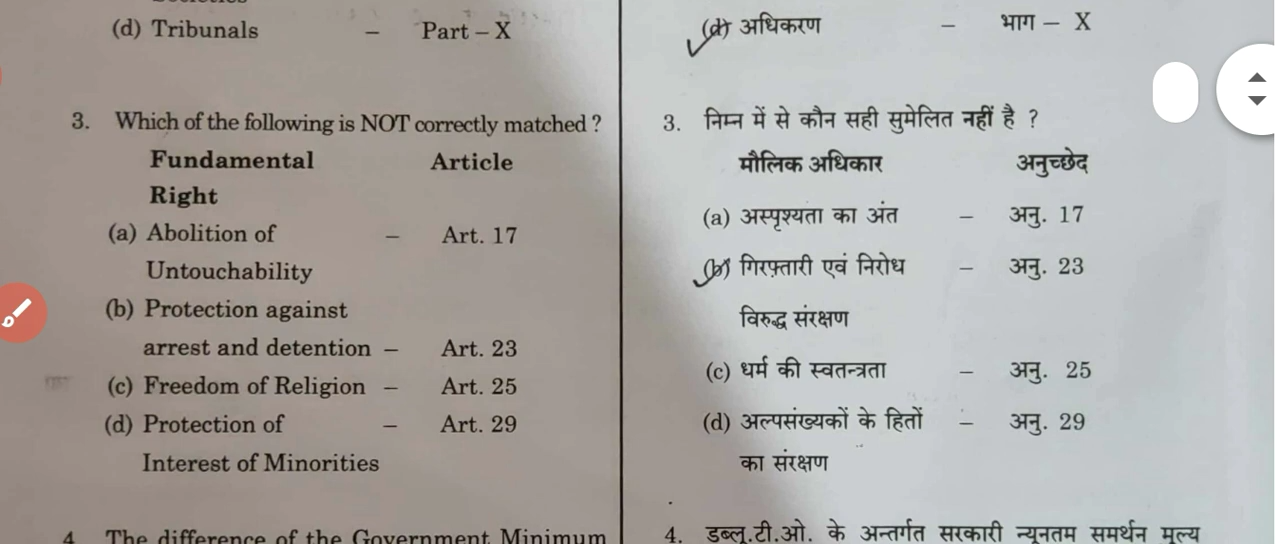 (d) Tribunals – Part – X
3. Which of the following is NOT correctly matched ?
Fundamental Article
Right
(a) Abolition of – Art. 17
Untouchability
(b) Protection against
arrest and detention – Art. 23
(c) Freedom of Religion – Art. 25
(d) Protection of – Art. 29
Interest of Minorities
4 The difference of the Government Minimum
(d) अधिकरण – भाग – X
3. निम्न में से कौन सही सुमेलित नहीं है ?
मौलिक अधिकार अनुच्छेद
(a) अस्पृश्यता का अंत – अनु. 17
(b) गिरफ़्तारी एवं निरोध – अनु. 23
विरुद्ध संरक्षण
(c) धर्म की स्वतन्त्रता – अनु. 25
(d) अल्पसंख्यकों के हितों – अनु. 29
का संरक्षण
4. डब्लू.टी.ओ. के अन्तर्गत सरकारी न्यूनतम समर्थन मूल्य